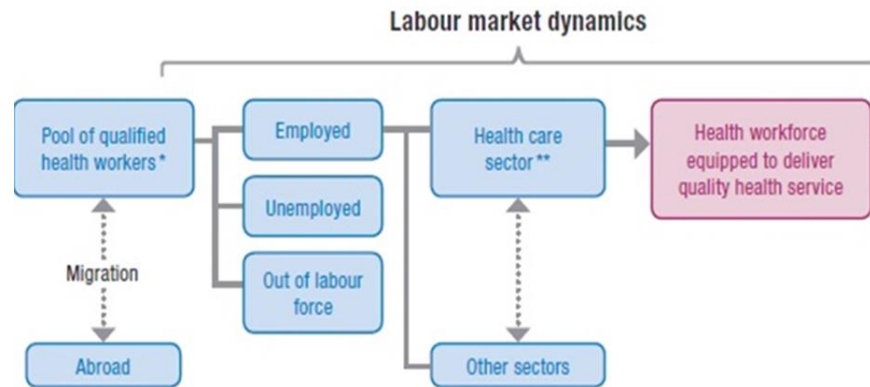 Labour market dynamics
Pool of qualified
health workers*
Employed
Health care
sector**
Health workforce
equipped to deliver
quality health service
Unemployed
Migration
Out of labour
force
Abroad
Other sectors